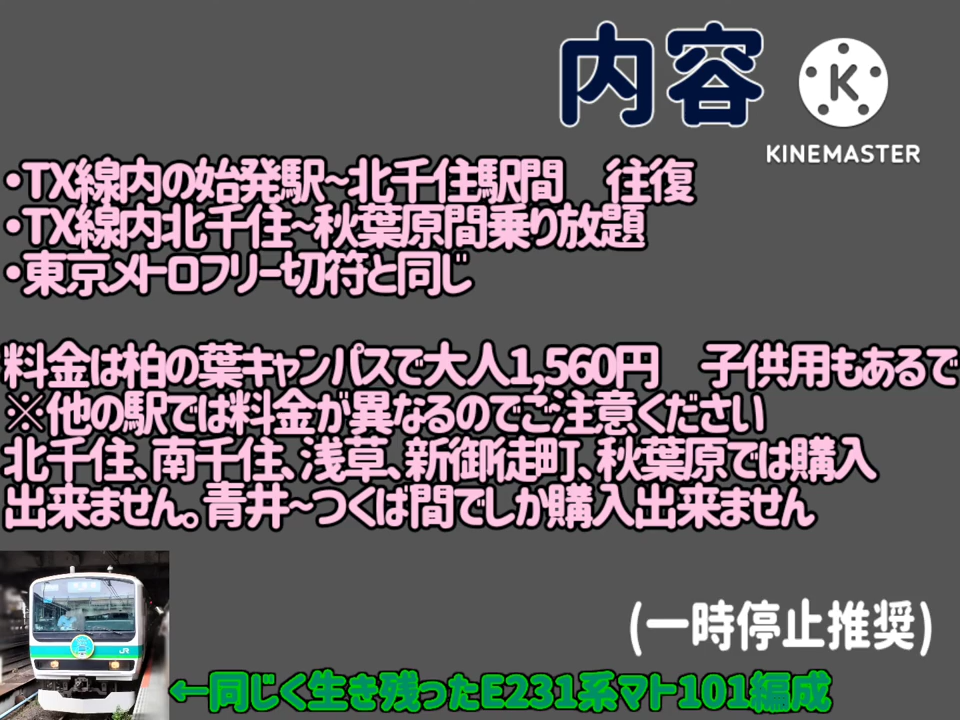 内容
KINEMASTER
・TX線内の始発駅~北千住駅間　往復
・TX線内北千住~秋葉原間乗り放題
・東京メトロフリー切符と同じ
料金は柏の葉キャンパスで大人1,560円　子供用もあるで
※他の駅では料金が異なるのでご注意ください
北千住、南千住、浅草、新御徒町、秋葉原では購入
出来ません。青井~つくば間でしか購入出来ません
(一時停止推奨)
JR
←同じく生き残ったE231系マト101編成